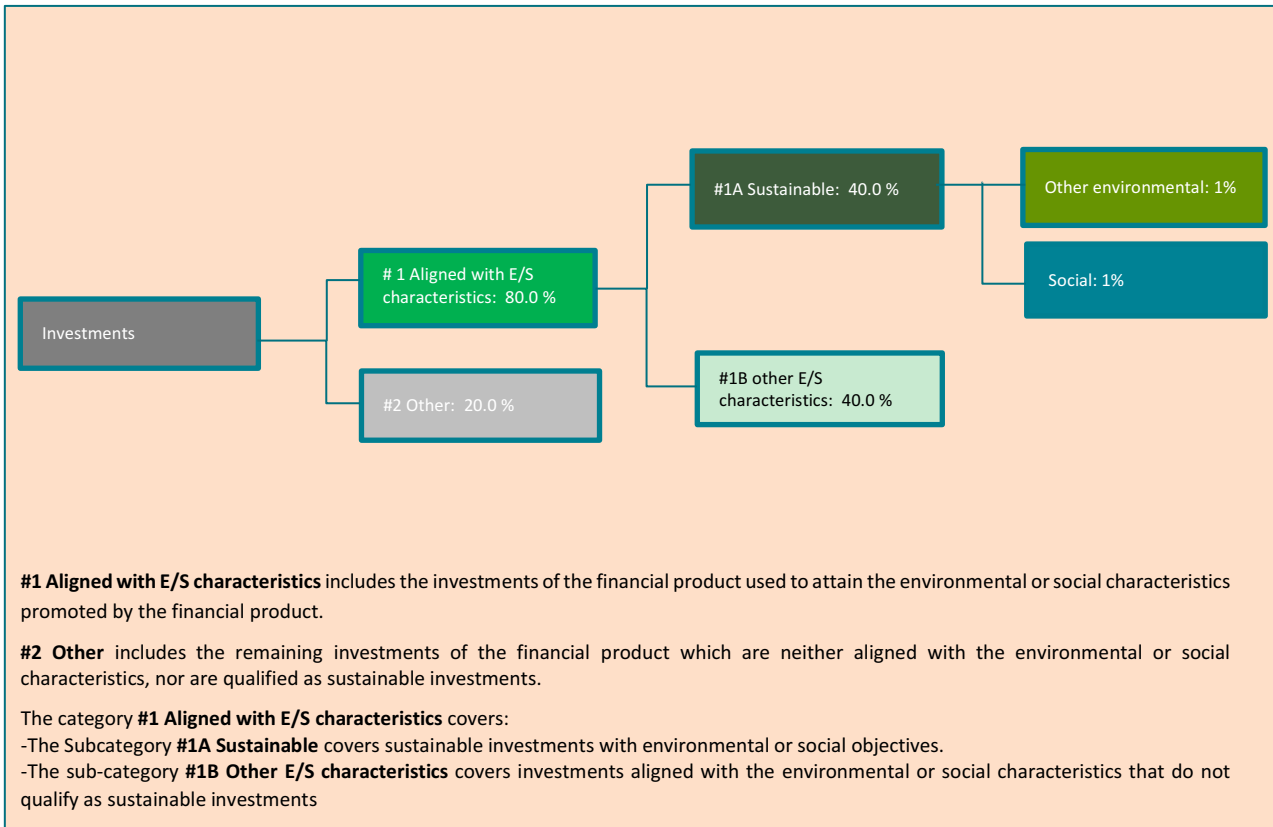 #1A Sustainable: 40.0 %
Other environmental: 1%
# 1 Aligned with E/S
characteristics: 80.0 %
Social: 1%
Investments
#1B other E/S
characteristics: 40.0 %
#2 Other: 20.0 %
#1 Aligned with E/S characteristics includes the investments of the financial product used to attain the environmental or social characteristics
promoted by the financial product.
#2 Other includes the remaining investments of the financial product which are neither aligned with the environmental or social
characteristics, nor are qualified as sustainable investments.
The category #1 Aligned with E/S characteristics covers:
-The Subcategory #1A Sustainable covers sustainable investments with environmental or social objectives.
-The sub-category #1B Other E/S characteristics covers investments aligned with the environmental or social characteristics that do not
qualify as sustainable investments